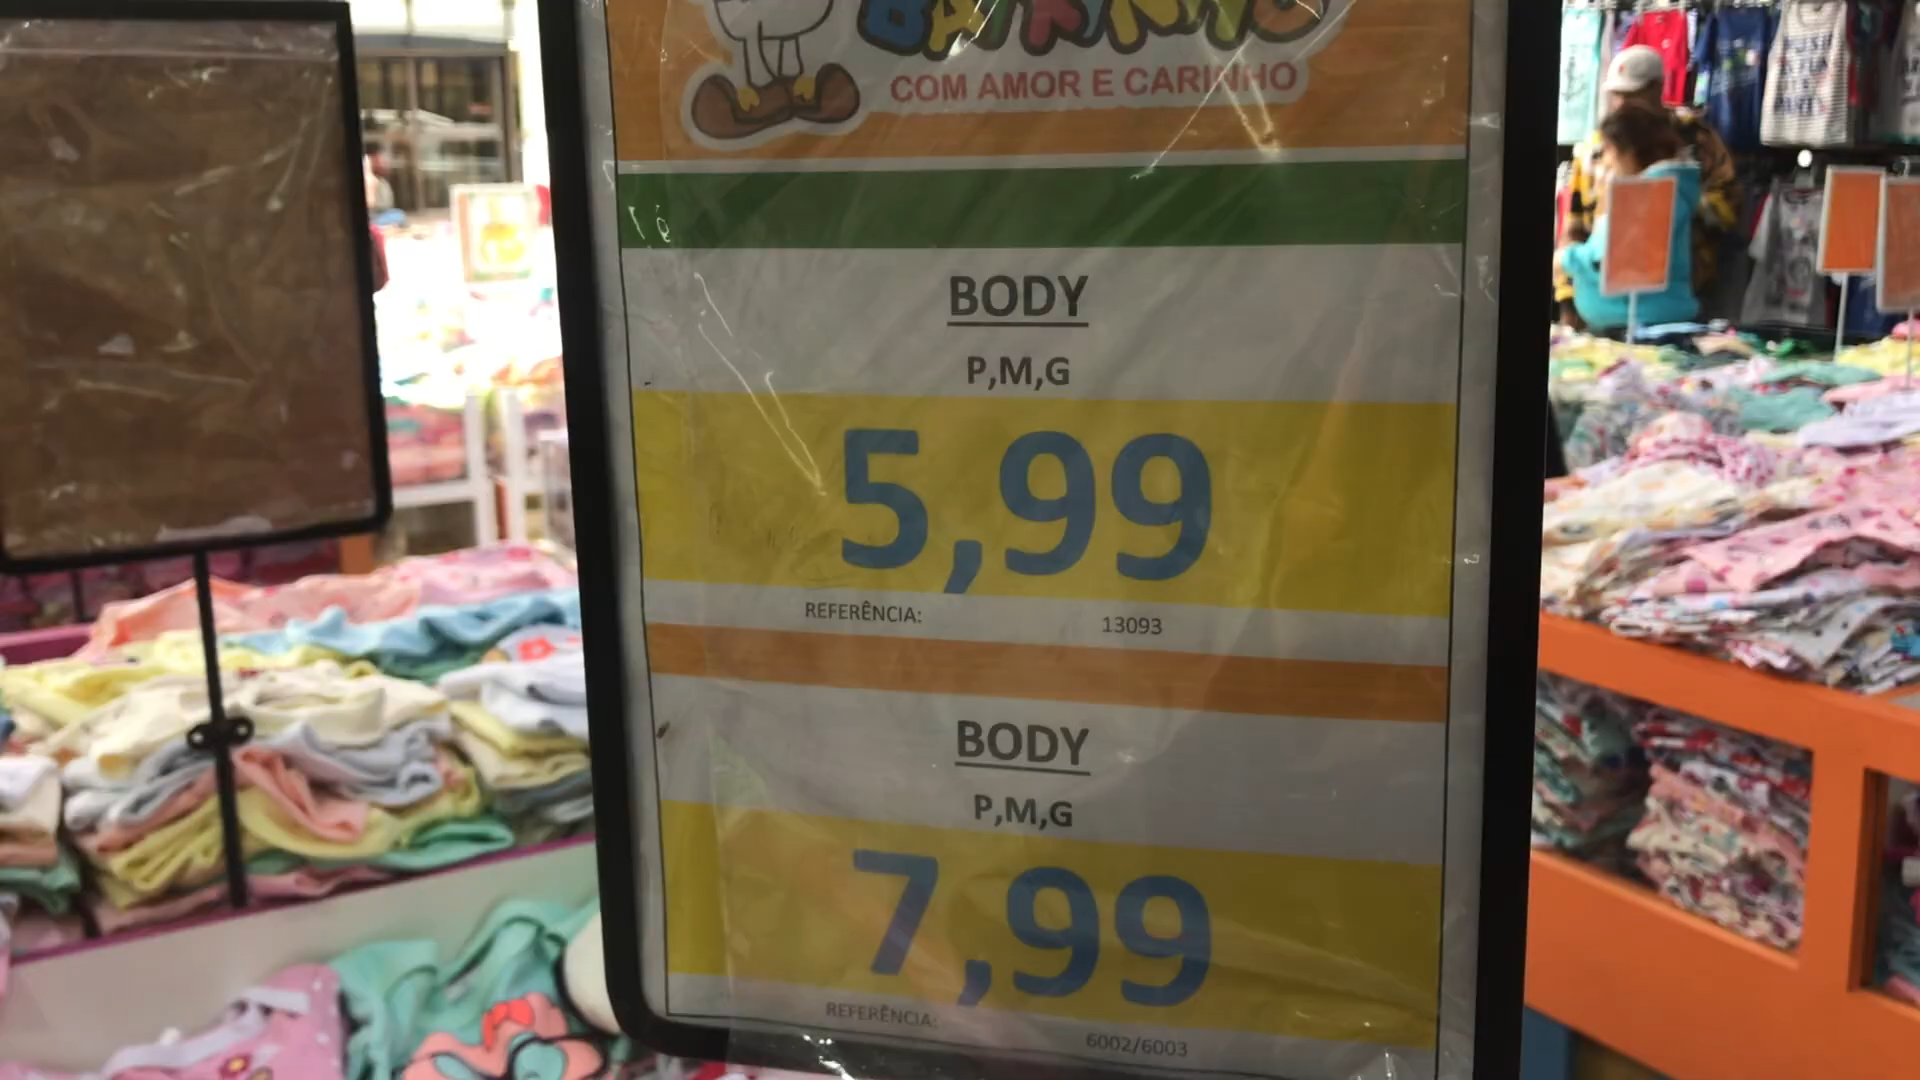 COM AMOR E CARINHO
BODY
P,M,G
5,99
REFERÊNCIA: 13093
BODY
P,M,G
7,99
REFERÊNCIA: 6002/6003